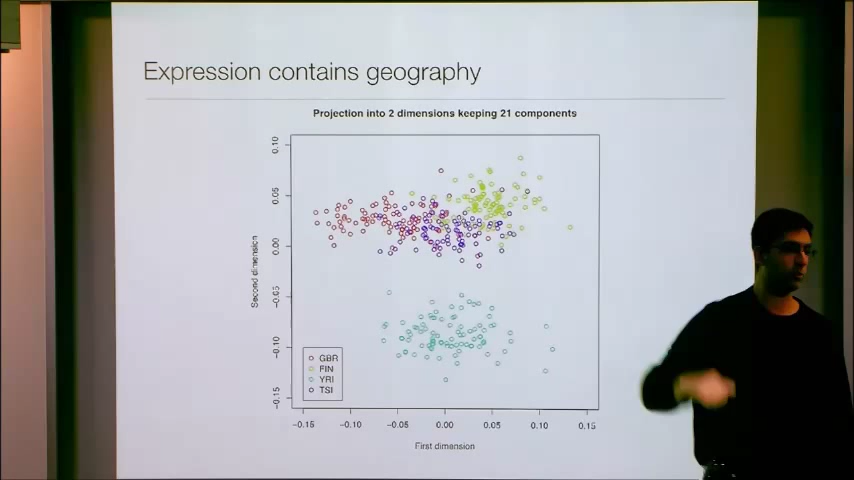 Expression contains geography
Projection into 2 dimensions keeping 21 components
0.10
0.05
0.00
−0.05
−0.10
−0.15
Second dimension
GBR
FIN
YRI
TSI
−0.15 −0.10 −0.05 0.00 0.05 0.10 0.15
First dimension